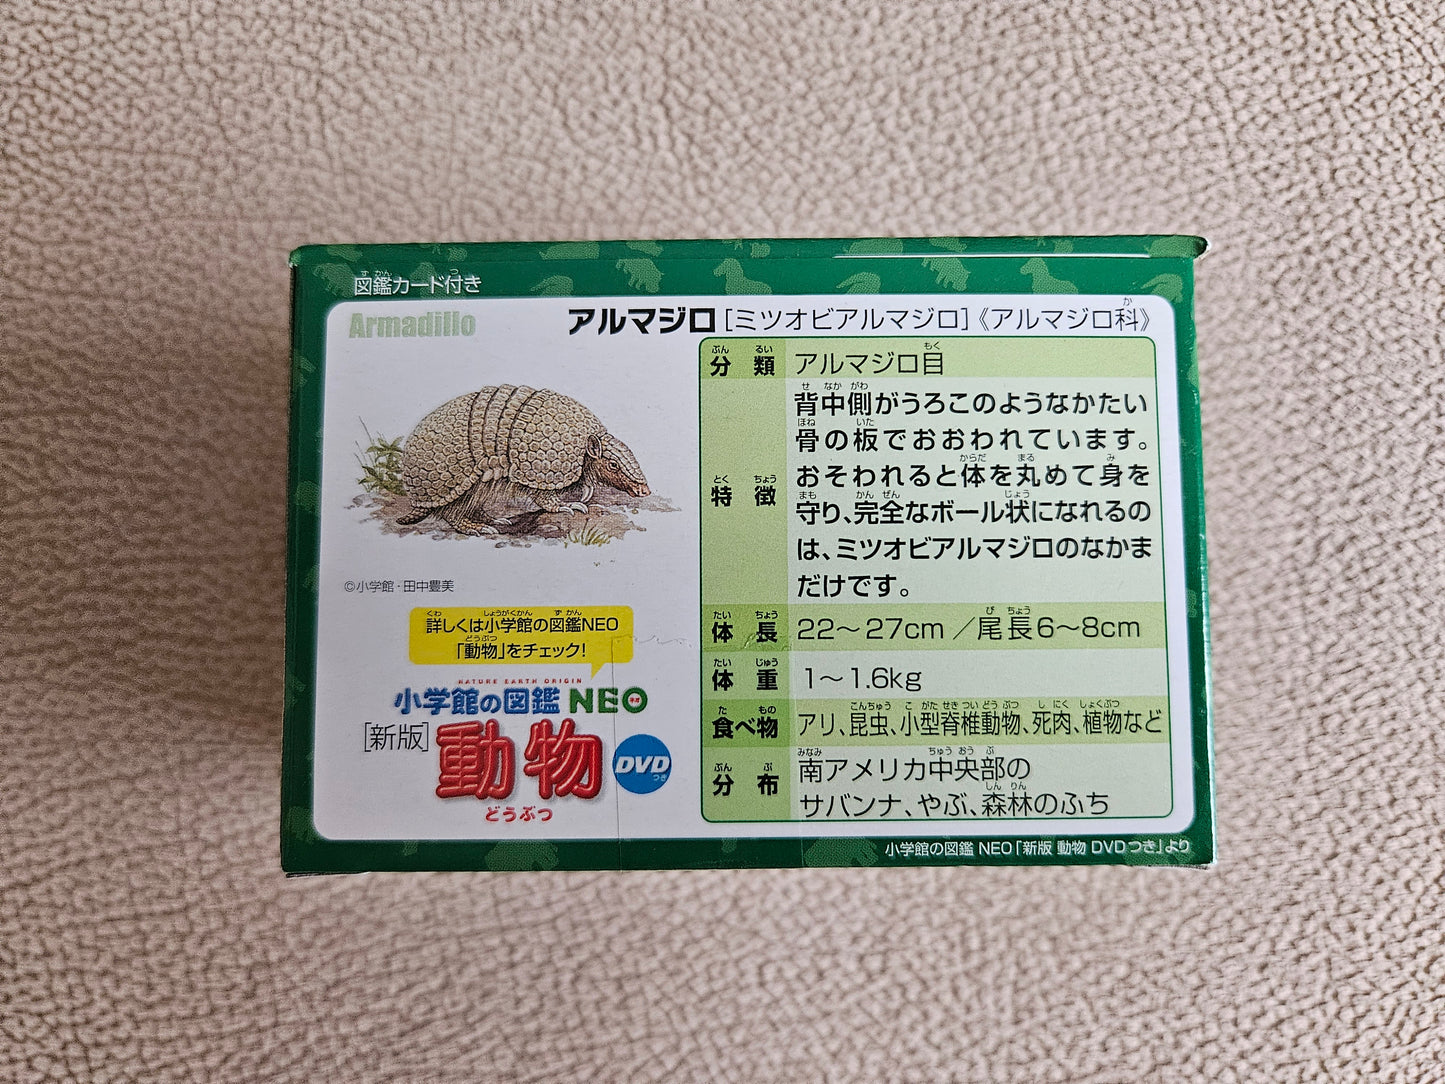 図鑑カード付き
Armadillo
アルマジロ[ミツオビアルマジロ]《アルマジロ科》
分類 アルマジロ目
特徴 背中側がうろこのようなかたい
骨の板でおおわれています。
おそわれると体を丸めて身を
守り、完全なボール状になれるの
は、ミツオビアルマジロのなかま
だけです。
体長 22～27cm／尾長6～8cm
体重 1～1.6kg
食べ物 アリ、昆虫、小型脊椎動物、死肉、植物など
分布 南アメリカ中央部の
サバンナ、やぶ、森林のふち
©小学館・田中豊美
詳しくは小学館の図鑑NEO
「動物」をチェック!
NATURE EARTH ORIGIN
小学館の図鑑 NEO ネオ
[新版] 動物 DVDつき
どうぶつ
小学館の図鑑 NEO「新版 動物 DVDつき」より